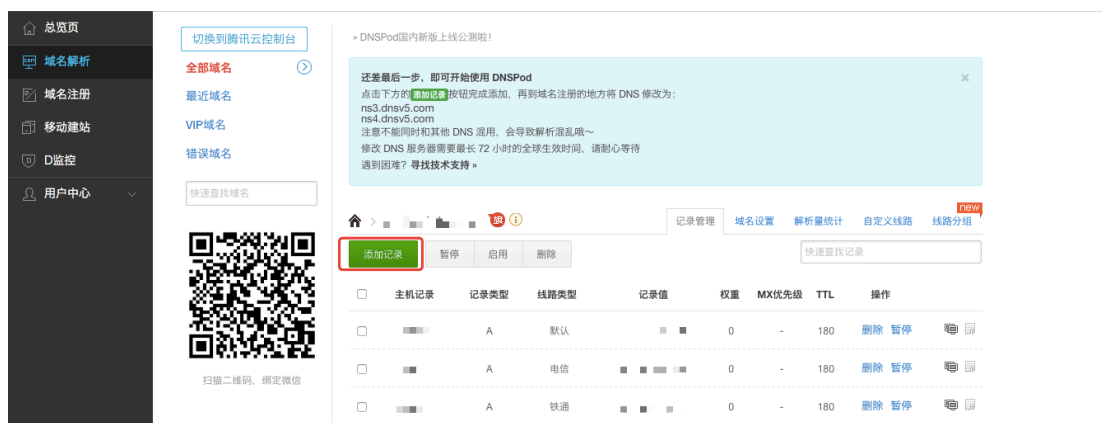 总览页
域名解析
域名注册
移动建站
D监控
用户中心
切换到腾讯云控制台
全部域名
最近域名
VIP域名
错误域名
快速查找域名
扫描二维码，绑定微信
» DNSPod国内新版上线公测啦！
还差最后一步，即可开始使用 DNSPod
点击下方的 添加记录 按钮完成添加，再到域名注册的地方将 DNS 修改为：
ns3.dnsv5.com
ns4.dnsv5.com
注意不能同时和其他 DNS 混用，会导致解析混乱哦～
修改 DNS 服务器需要最长 72 小时的全球生效时间，请耐心等待
遇到困难？寻找技术支持 »
记录管理 域名设置 解析量统计 自定义线路 线路分组 new
添加记录 暂停 启用 删除 快速查找记录
主机记录 记录类型 线路类型 记录值 权重 MX优先级 TTL 操作
A 默认 0 - 180 删除 暂停
A 电信 0 - 180 删除 暂停
A 铁通 0 - 180 删除 暂停